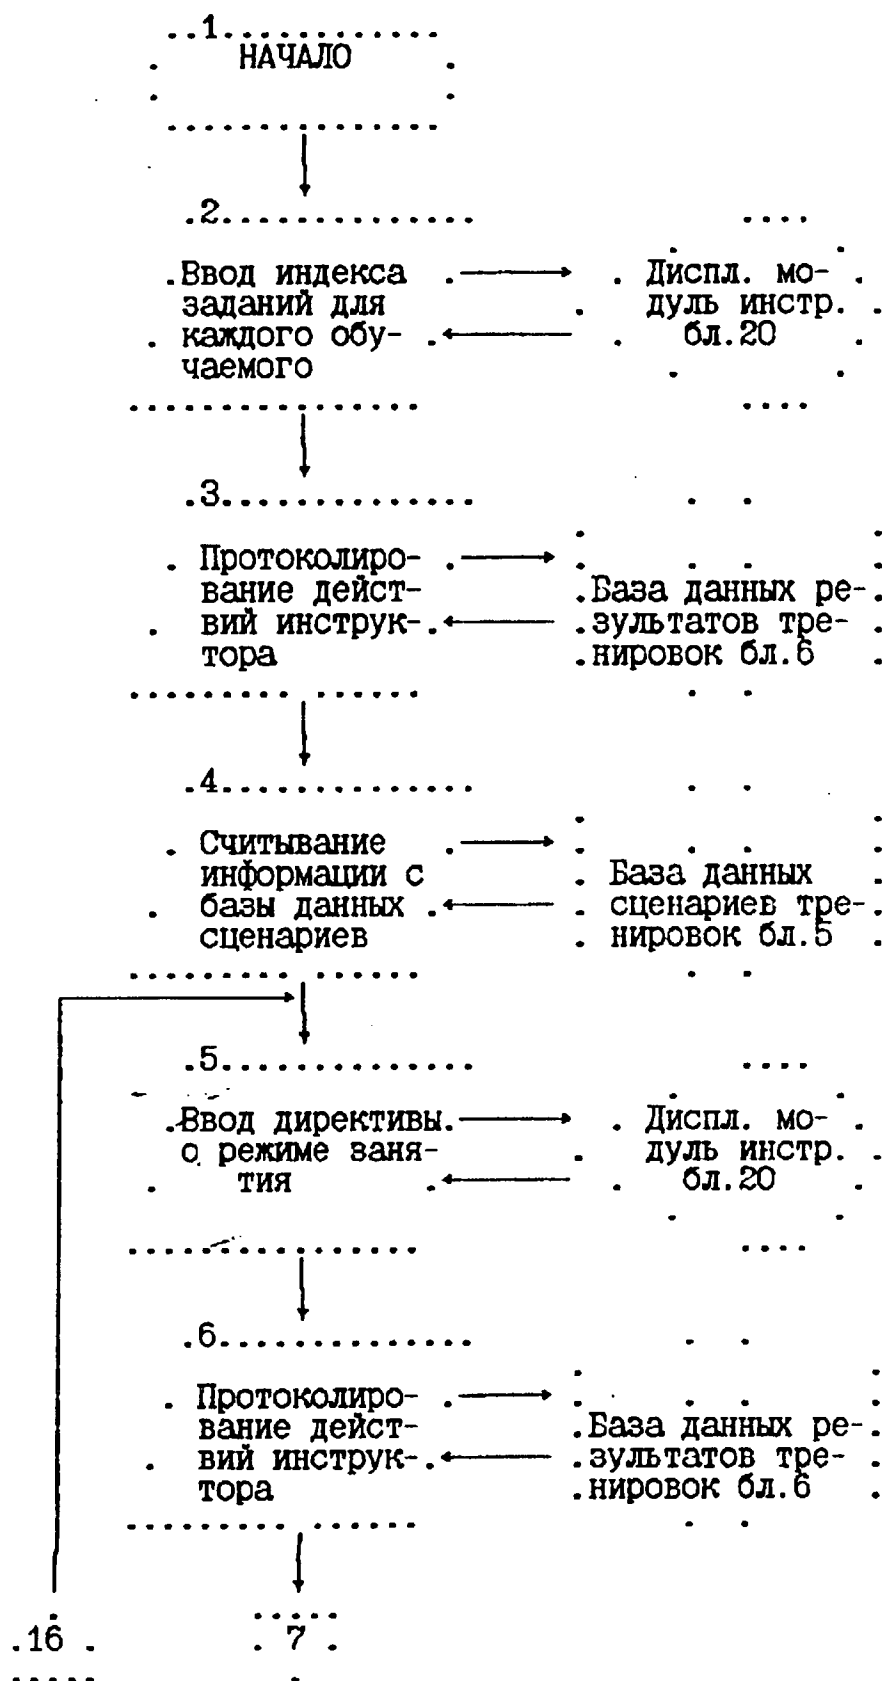 1
НАЧАЛО
2
Ввод индекса
заданий для
каждого обу-
чаемого
Диспл. мо-
дуль инстр.
бл.20
3
Протоколиро-
вание дейст-
вий инструк-
тора
База данных ре-
зультатов тре-
нировок бл.6
4
Считывание
информации с
базы данных
сценариев
База данных
сценариев тре-
нировок бл.5
5
Ввод директивы
о режиме заня-
тия
Диспл. мо-
дуль инстр.
бл.20
6
Протоколиро-
вание дейст-
вий инструк-
тора
База данных ре-
зультатов тре-
нировок бл.6
16
7